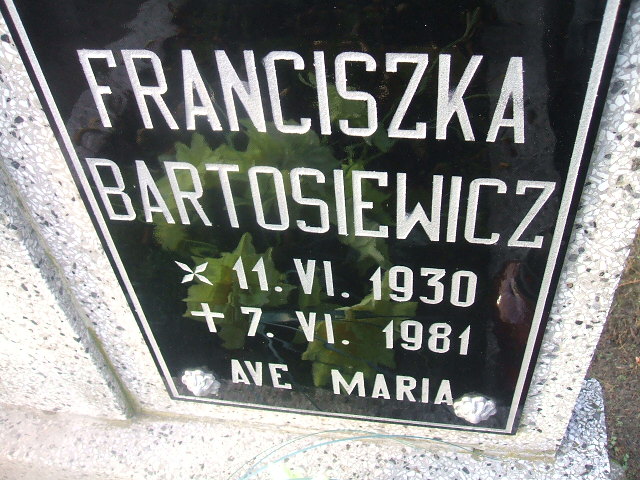 FRANCISZKA
BARTOSIEWICZ
* 11. VI. 1930
✝ 7. VI. 1981
AVE MARIA